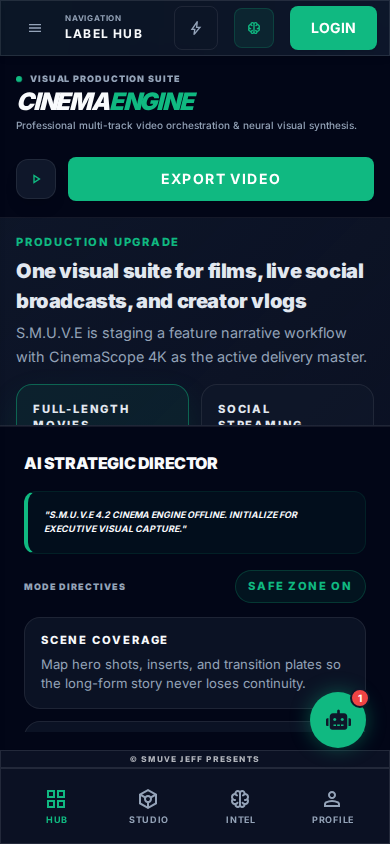 NAVIGATION
LABEL HUB
LOGIN
VISUAL PRODUCTION SUITE
CINEMAENGINE
Professional multi-track video orchestration & neural visual synthesis.
EXPORT VIDEO
PRODUCTION UPGRADE
One visual suite for films, live social
broadcasts, and creator vlogs
S.M.U.V.E is staging a feature narrative workflow
with CinemaScope 4K as the active delivery master.
FULL-LENGTH
MOVIES
SOCIAL
STREAMING
AI STRATEGIC DIRECTOR
"S.M.U.V.E 4.2 CINEMA ENGINE OFFLINE. INITIALIZE FOR
EXECUTIVE VISUAL CAPTURE."
MODE DIRECTIVES
SAFE ZONE ON
SCENE COVERAGE
Map hero shots, inserts, and transition plates so
the long-form story never loses continuity.
1
© SMUVE JEFF PRESENTS
HUB
STUDIO
INTEL
PROFILE